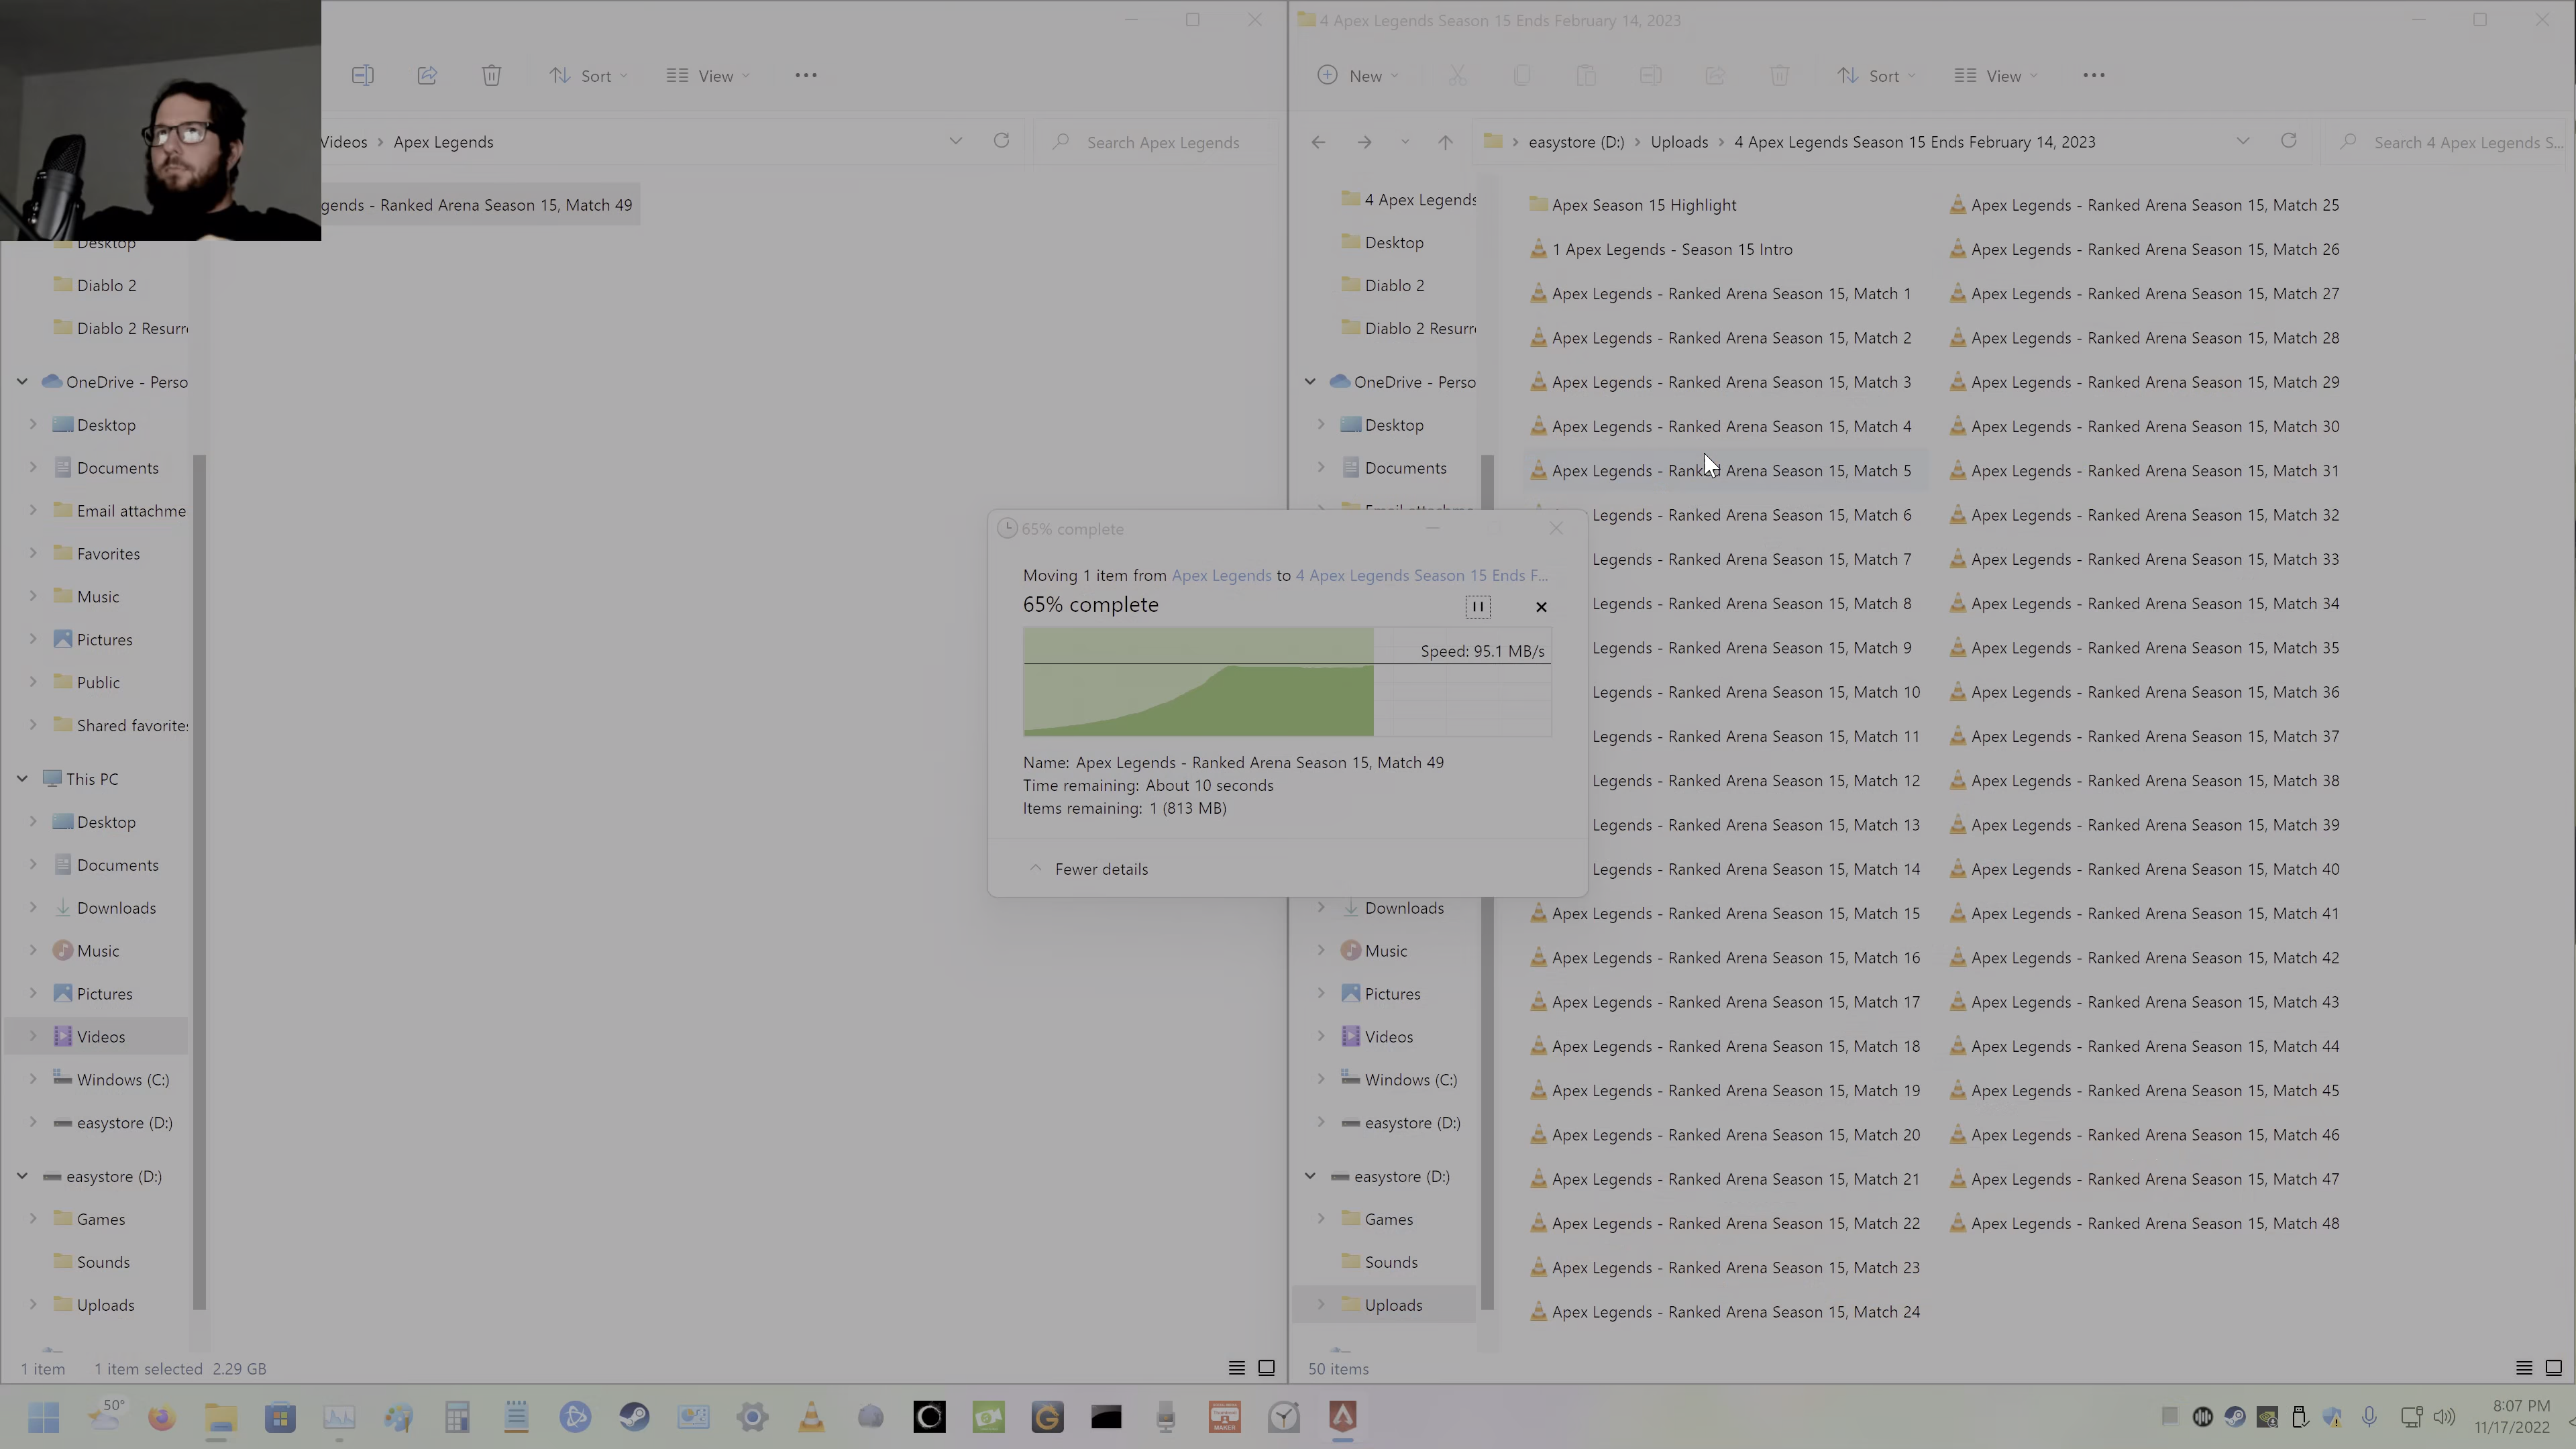 4 Apex Legends Season 15 Ends February 14, 2023
Sort
View
New
Sort
View
Videos > Apex Legends
Search Apex Legends
easystore (D:) > Uploads > 4 Apex Legends Season 15 Ends February 14, 2023
Search 4 Apex Legends S...
gends - Ranked Arena Season 15, Match 49
Desktop
Diablo 2
Diablo 2 Resurr
OneDrive - Perso
Desktop
Documents
Email attachme
Favorites
Music
Pictures
Public
Shared favorite
This PC
Desktop
Documents
Downloads
Music
Pictures
Videos
Windows (C:)
easystore (D:)
easystore (D:)
Games
Sounds
Uploads
1 item 1 item selected 2.29 GB
65% complete
Moving 1 item from Apex Legends to 4 Apex Legends Season 15 Ends F...
65% complete
Speed: 95.1 MB/s
Name: Apex Legends - Ranked Arena Season 15, Match 49
Time remaining: About 10 seconds
Items remaining: 1 (813 MB)
Fewer details
4 Apex Legends
Desktop
Diablo 2
Diablo 2 Resurr
OneDrive - Perso
Desktop
Documents
Downloads
Music
Pictures
Videos
Windows (C:)
easystore (D:)
easystore (D:)
Games
Sounds
Uploads
Apex Season 15 Highlight
1 Apex Legends - Season 15 Intro
Apex Legends - Ranked Arena Season 15, Match 1
Apex Legends - Ranked Arena Season 15, Match 2
Apex Legends - Ranked Arena Season 15, Match 3
Apex Legends - Ranked Arena Season 15, Match 4
Apex Legends - Ranked Arena Season 15, Match 5
Legends - Ranked Arena Season 15, Match 6
Legends - Ranked Arena Season 15, Match 7
Legends - Ranked Arena Season 15, Match 8
Legends - Ranked Arena Season 15, Match 9
Legends - Ranked Arena Season 15, Match 10
Legends - Ranked Arena Season 15, Match 11
Legends - Ranked Arena Season 15, Match 12
Legends - Ranked Arena Season 15, Match 13
Legends - Ranked Arena Season 15, Match 14
Apex Legends - Ranked Arena Season 15, Match 15
Apex Legends - Ranked Arena Season 15, Match 16
Apex Legends - Ranked Arena Season 15, Match 17
Apex Legends - Ranked Arena Season 15, Match 18
Apex Legends - Ranked Arena Season 15, Match 19
Apex Legends - Ranked Arena Season 15, Match 20
Apex Legends - Ranked Arena Season 15, Match 21
Apex Legends - Ranked Arena Season 15, Match 22
Apex Legends - Ranked Arena Season 15, Match 23
Apex Legends - Ranked Arena Season 15, Match 24
Apex Legends - Ranked Arena Season 15, Match 25
Apex Legends - Ranked Arena Season 15, Match 26
Apex Legends - Ranked Arena Season 15, Match 27
Apex Legends - Ranked Arena Season 15, Match 28
Apex Legends - Ranked Arena Season 15, Match 29
Apex Legends - Ranked Arena Season 15, Match 30
Apex Legends - Ranked Arena Season 15, Match 31
Apex Legends - Ranked Arena Season 15, Match 32
Apex Legends - Ranked Arena Season 15, Match 33
Apex Legends - Ranked Arena Season 15, Match 34
Apex Legends - Ranked Arena Season 15, Match 35
Apex Legends - Ranked Arena Season 15, Match 36
Apex Legends - Ranked Arena Season 15, Match 37
Apex Legends - Ranked Arena Season 15, Match 38
Apex Legends - Ranked Arena Season 15, Match 39
Apex Legends - Ranked Arena Season 15, Match 40
Apex Legends - Ranked Arena Season 15, Match 41
Apex Legends - Ranked Arena Season 15, Match 42
Apex Legends - Ranked Arena Season 15, Match 43
Apex Legends - Ranked Arena Season 15, Match 44
Apex Legends - Ranked Arena Season 15, Match 45
Apex Legends - Ranked Arena Season 15, Match 46
Apex Legends - Ranked Arena Season 15, Match 47
Apex Legends - Ranked Arena Season 15, Match 48
50 items
50°
8:07 PM
11/17/2022